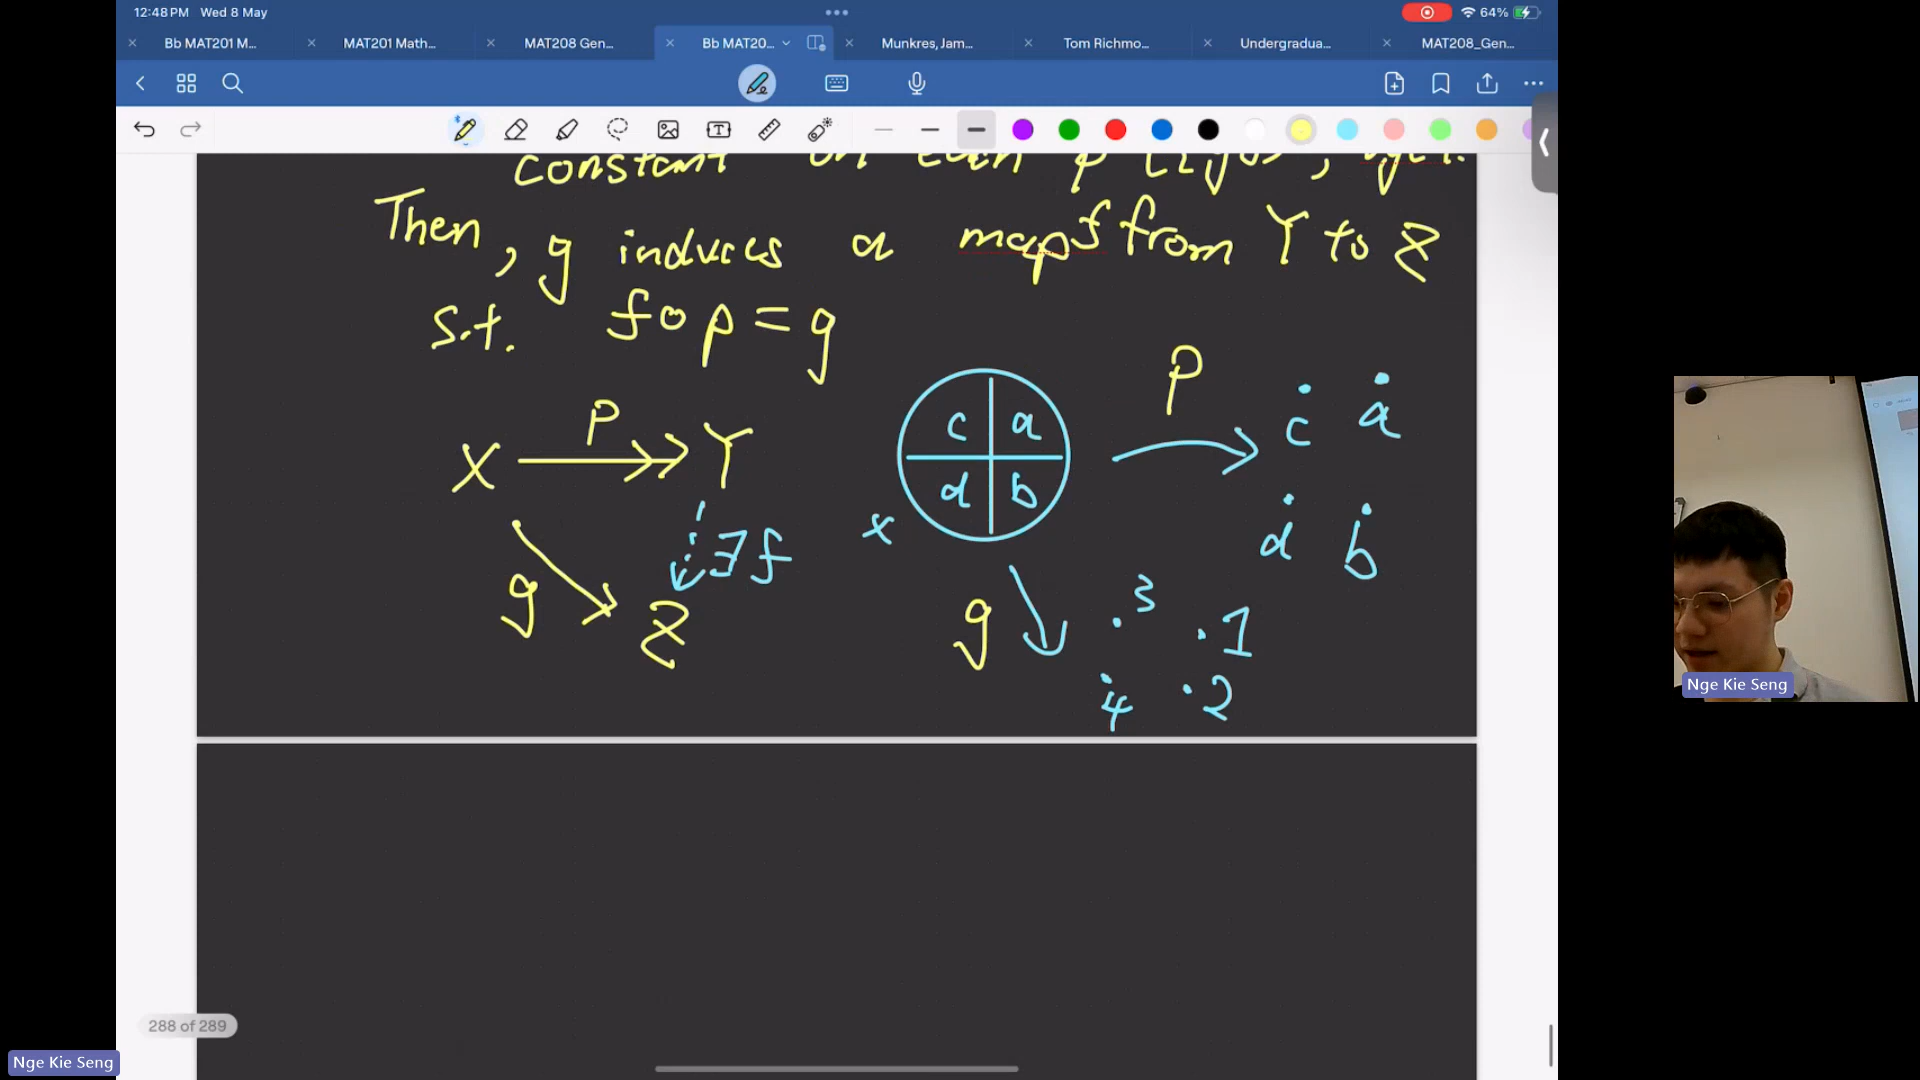 12:48 PM Wed 8 May
64%
Bb MAT201 M...
MAT201 Math...
MAT208 Gen...
Bb MAT20...
Munkres, Jam...
Tom Richmo...
Undergradua...
MAT208_Gen...
constant on each p
Then, g induces a map f from Y to Z
s.t. f o p = g
X P Y
∃ f
g Z
c a
d b
x
P
c a
d b
g
3 1
4 2
288 of 289
Nge Kie Seng
Nge Kie Seng